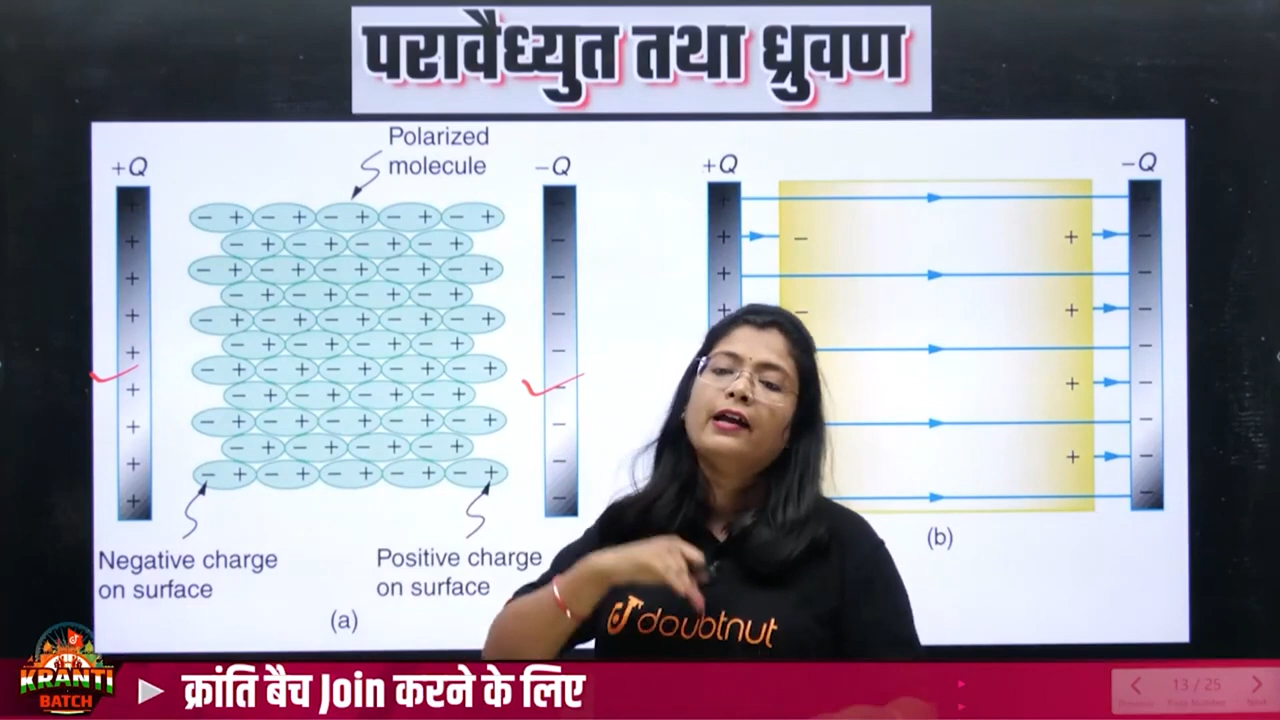 परावैध्युत तथा ध्रुवण
Polarized
molecule
+Q
−Q
Negative charge
on surface
Positive charge
on surface
(a)
+Q
−Q
(b)
doubtnut
KRANTI
BATCH
क्रांति बैच Join करने के लिए
13 / 25